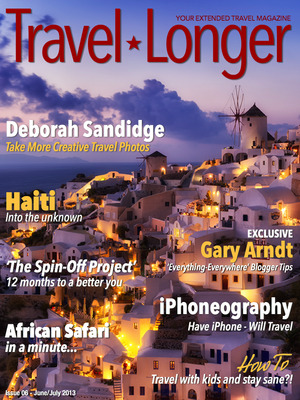 YOUR EXTENDED TRAVEL MAGAZINE
Travel★Longer
Deborah Sandidge
Take More Creative Travel Photos
Haiti
Into the unknown
EXCLUSIVE
Gary Arndt
'Everything-Everywhere' Blogger Tips
'The Spin-Off Project'
12 months to a better you
iPhoneography
Have iPhone - Will Travel
African Safari
in a minute...
How To
Travel with kids and stay sane?!
Issue 06 - June/July 2013